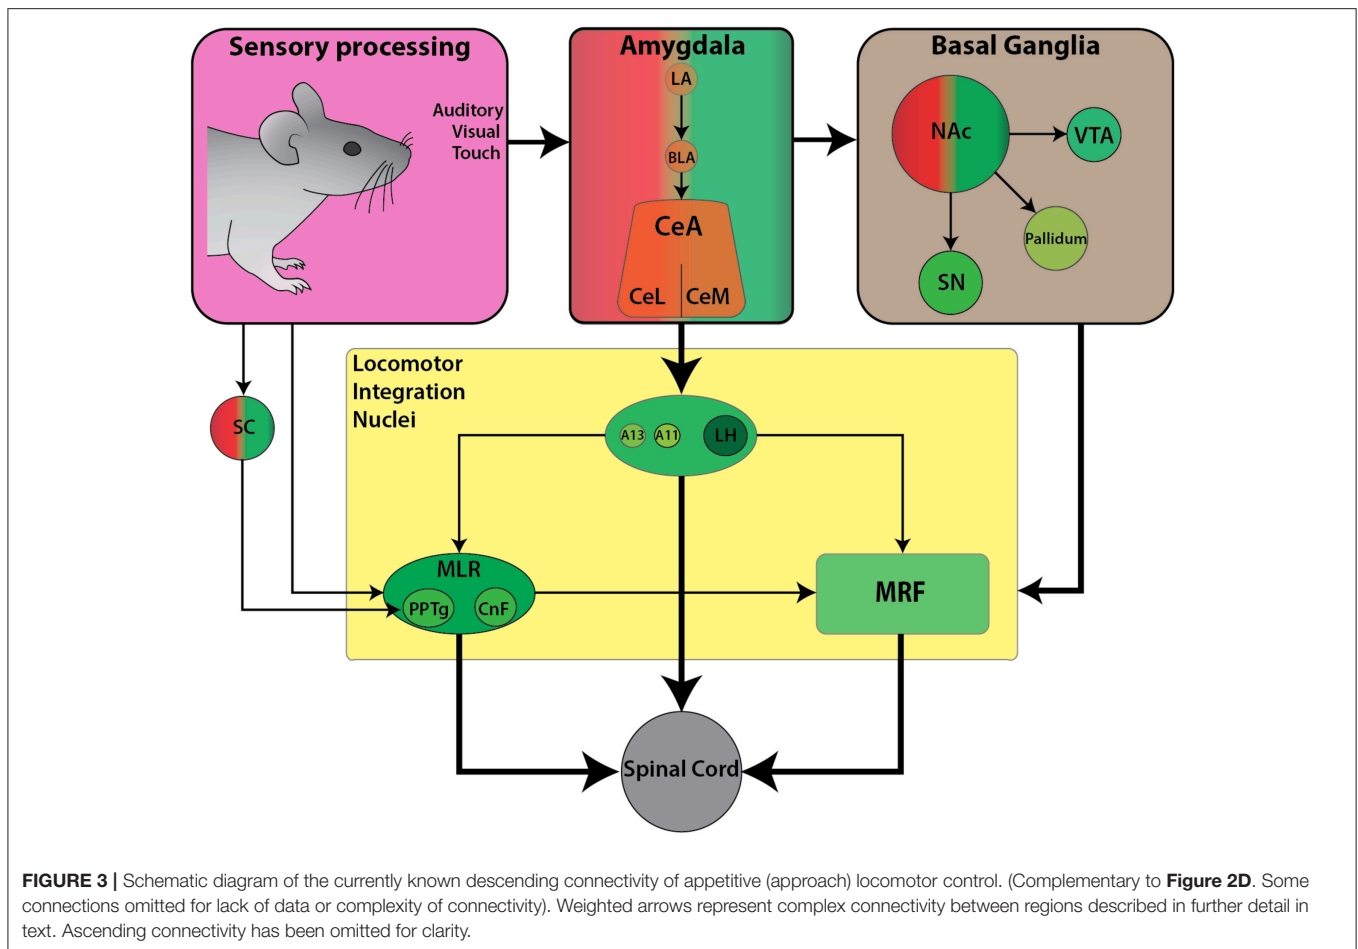 Sensory processing
Auditory
Visual
Touch
Amygdala
LA
BLA
CeA
CeL
CeM
Basal Ganglia
NAc
VTA
Pallidum
SN
SC
Locomotor
Integration
Nuclei
A13
A11
LH
MLR
PPTg
CnF
MRF
Spinal Cord
FIGURE 3 | Schematic diagram of the currently known descending connectivity of appetitive (approach) locomotor control. (Complementary to Figure 2D. Some
connections omitted for lack of data or complexity of connectivity). Weighted arrows represent complex connectivity between regions described in further detail in
text. Ascending connectivity has been omitted for clarity.